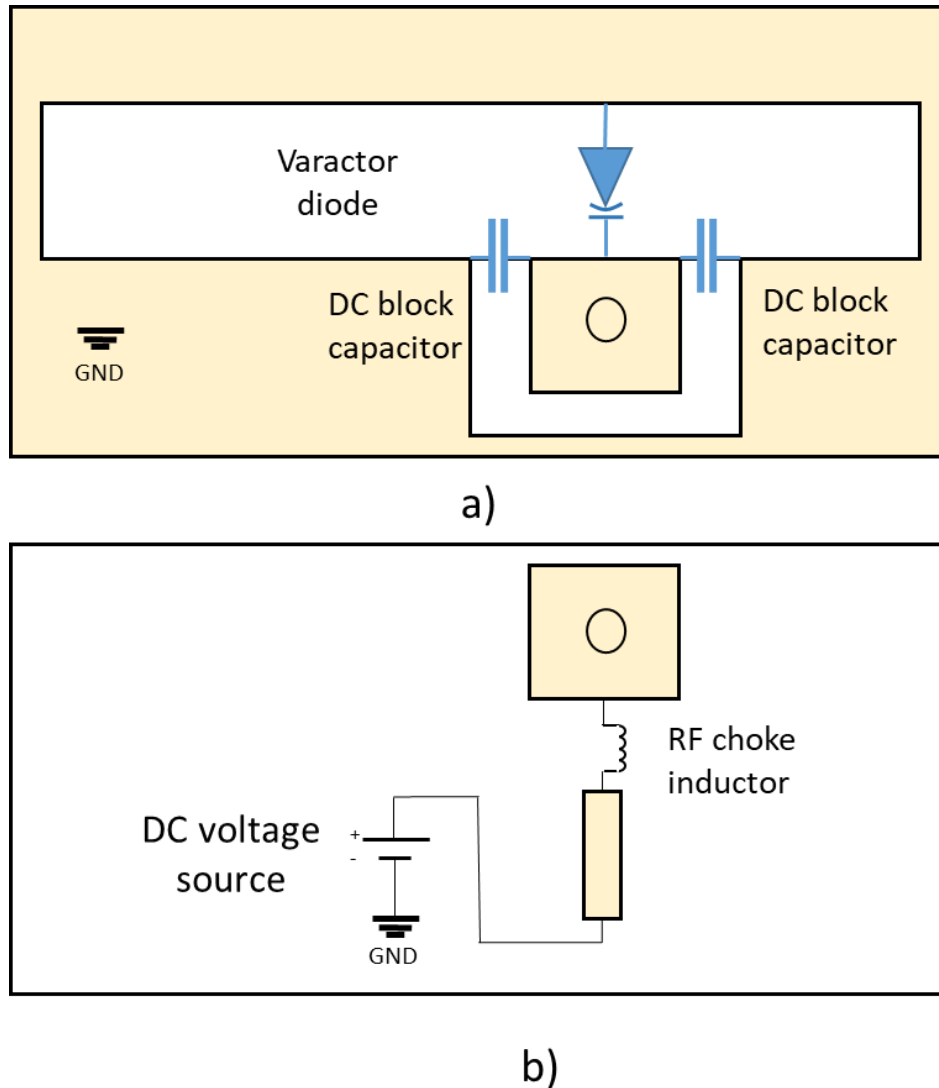 Varactor
diode
DC block
capacitor
DC block
capacitor
GND
a)
RF choke
inductor
DC voltage
source
+
-
GND
b)